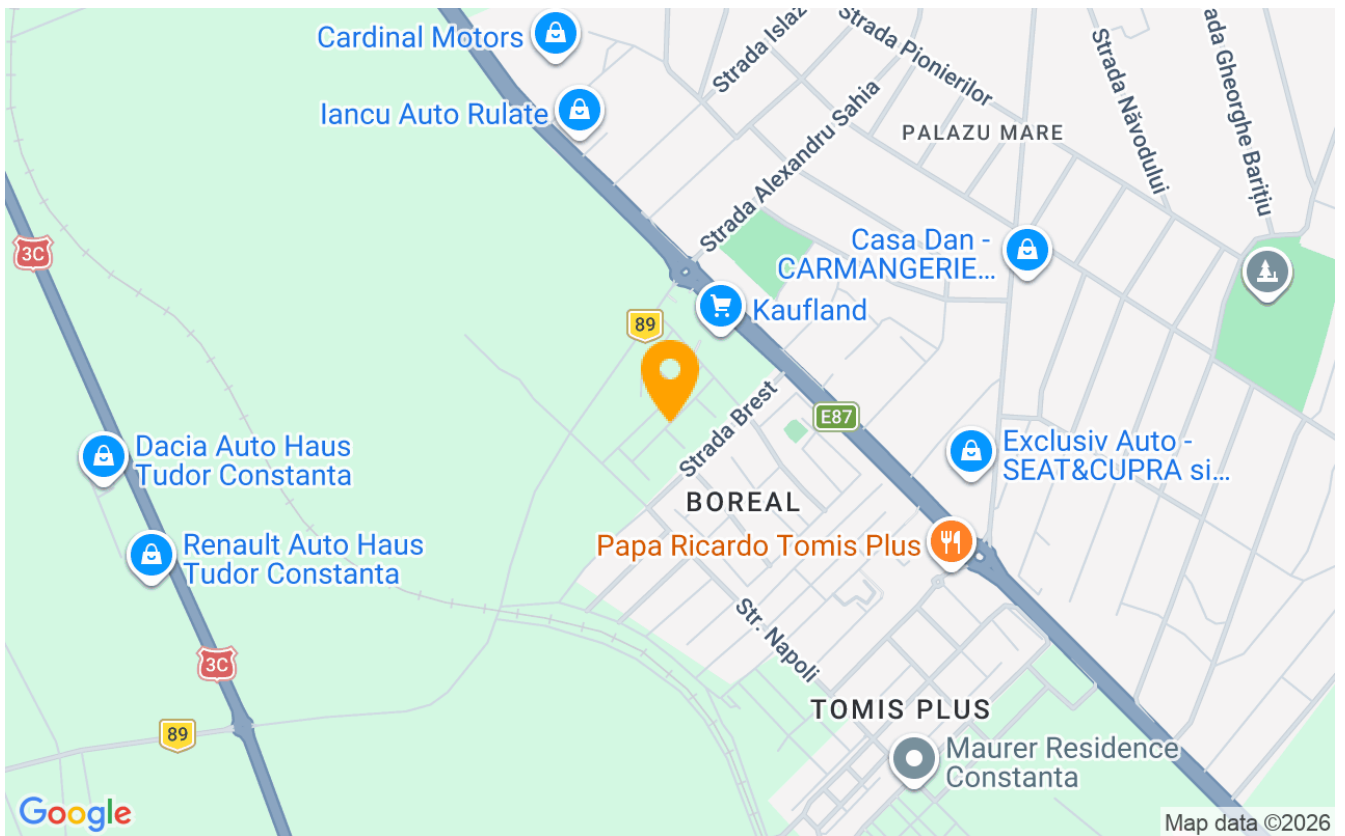 Cardinal Motors
Strada Islaz
Strada Pionierilor
Strada Năvodului
ada Gheorghe Barițiu
Iancu Auto Rulate
Strada Alexandru Sahia
PALAZU MARE
3C
Casa Dan -
CARMANGERIE...
Kaufland
89
Strada Brest
E87
Dacia Auto Haus
Tudor Constanta
Exclusiv Auto -
SEAT&CUPRA si...
BOREAL
Renault Auto Haus
Tudor Constanta
Papa Ricardo Tomis Plus
Str. Napoli
3C
TOMIS PLUS
89
Maurer Residence
Constanta
Google
Map data ©2026